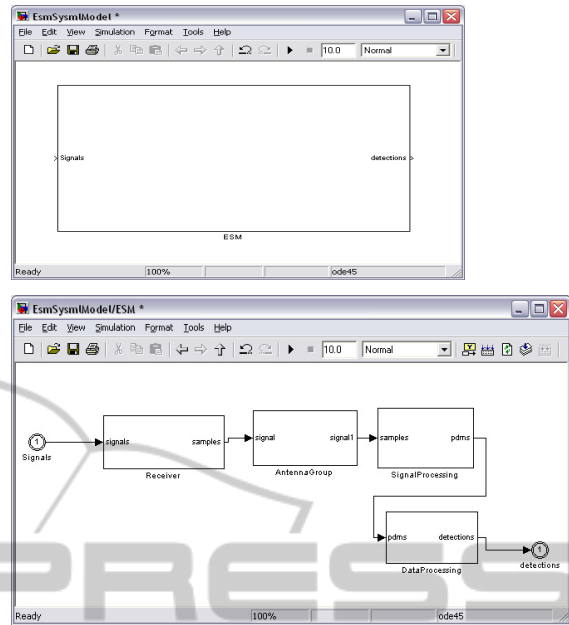 EsmSysmlModel *
File Edit View Simulation Format Tools Help
10.0 Normal
Signals detections
ESM
Ready 100% ode45
EsmSysmlModel/ESM *
File Edit View Simulation Format Tools Help
10.0 Normal
1 signals samples signal signal1 samples pdms
Signals
Receiver AntennaGroup SignalProcessing
pdms detections 1
DataProcessing detections
PRESS
Ready 100% ode45